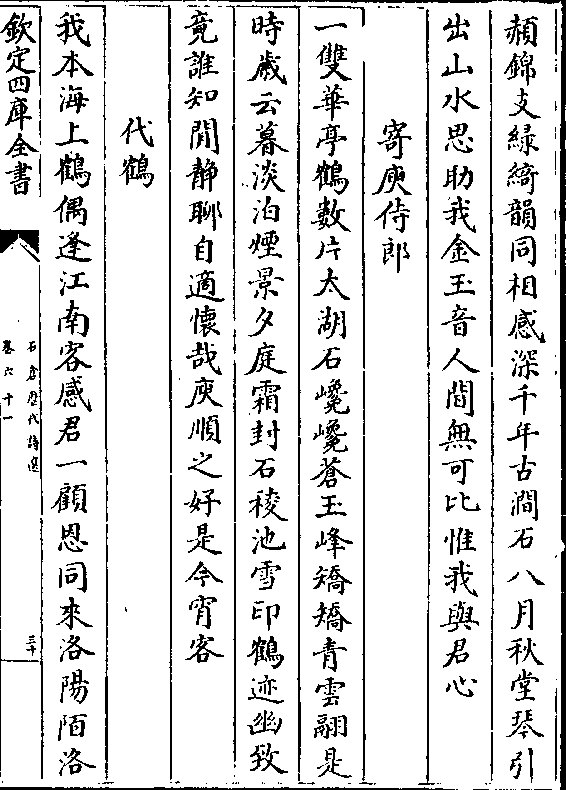 頳錦支緑綺韻同相感深千年古澗石八月秋堂琴引
出山水思助我金玉音人間無可比惟我與君心
寄庾侍郎
一雙華亭鶴數片太湖石巉巉蒼玉峰矯矯青雲翮是
時歲云暮淡泊煙景夕庭霜封石稜池雪印鶴迹幽致
竟誰知閒静聊自適懷哉庾順之好是今宵客
代鶴
我本海上鶴偶逢江南客感君一顧恩同來洛陽陌洛
欽定四庫全書
石倉歴代詩選
卷六十一
三十